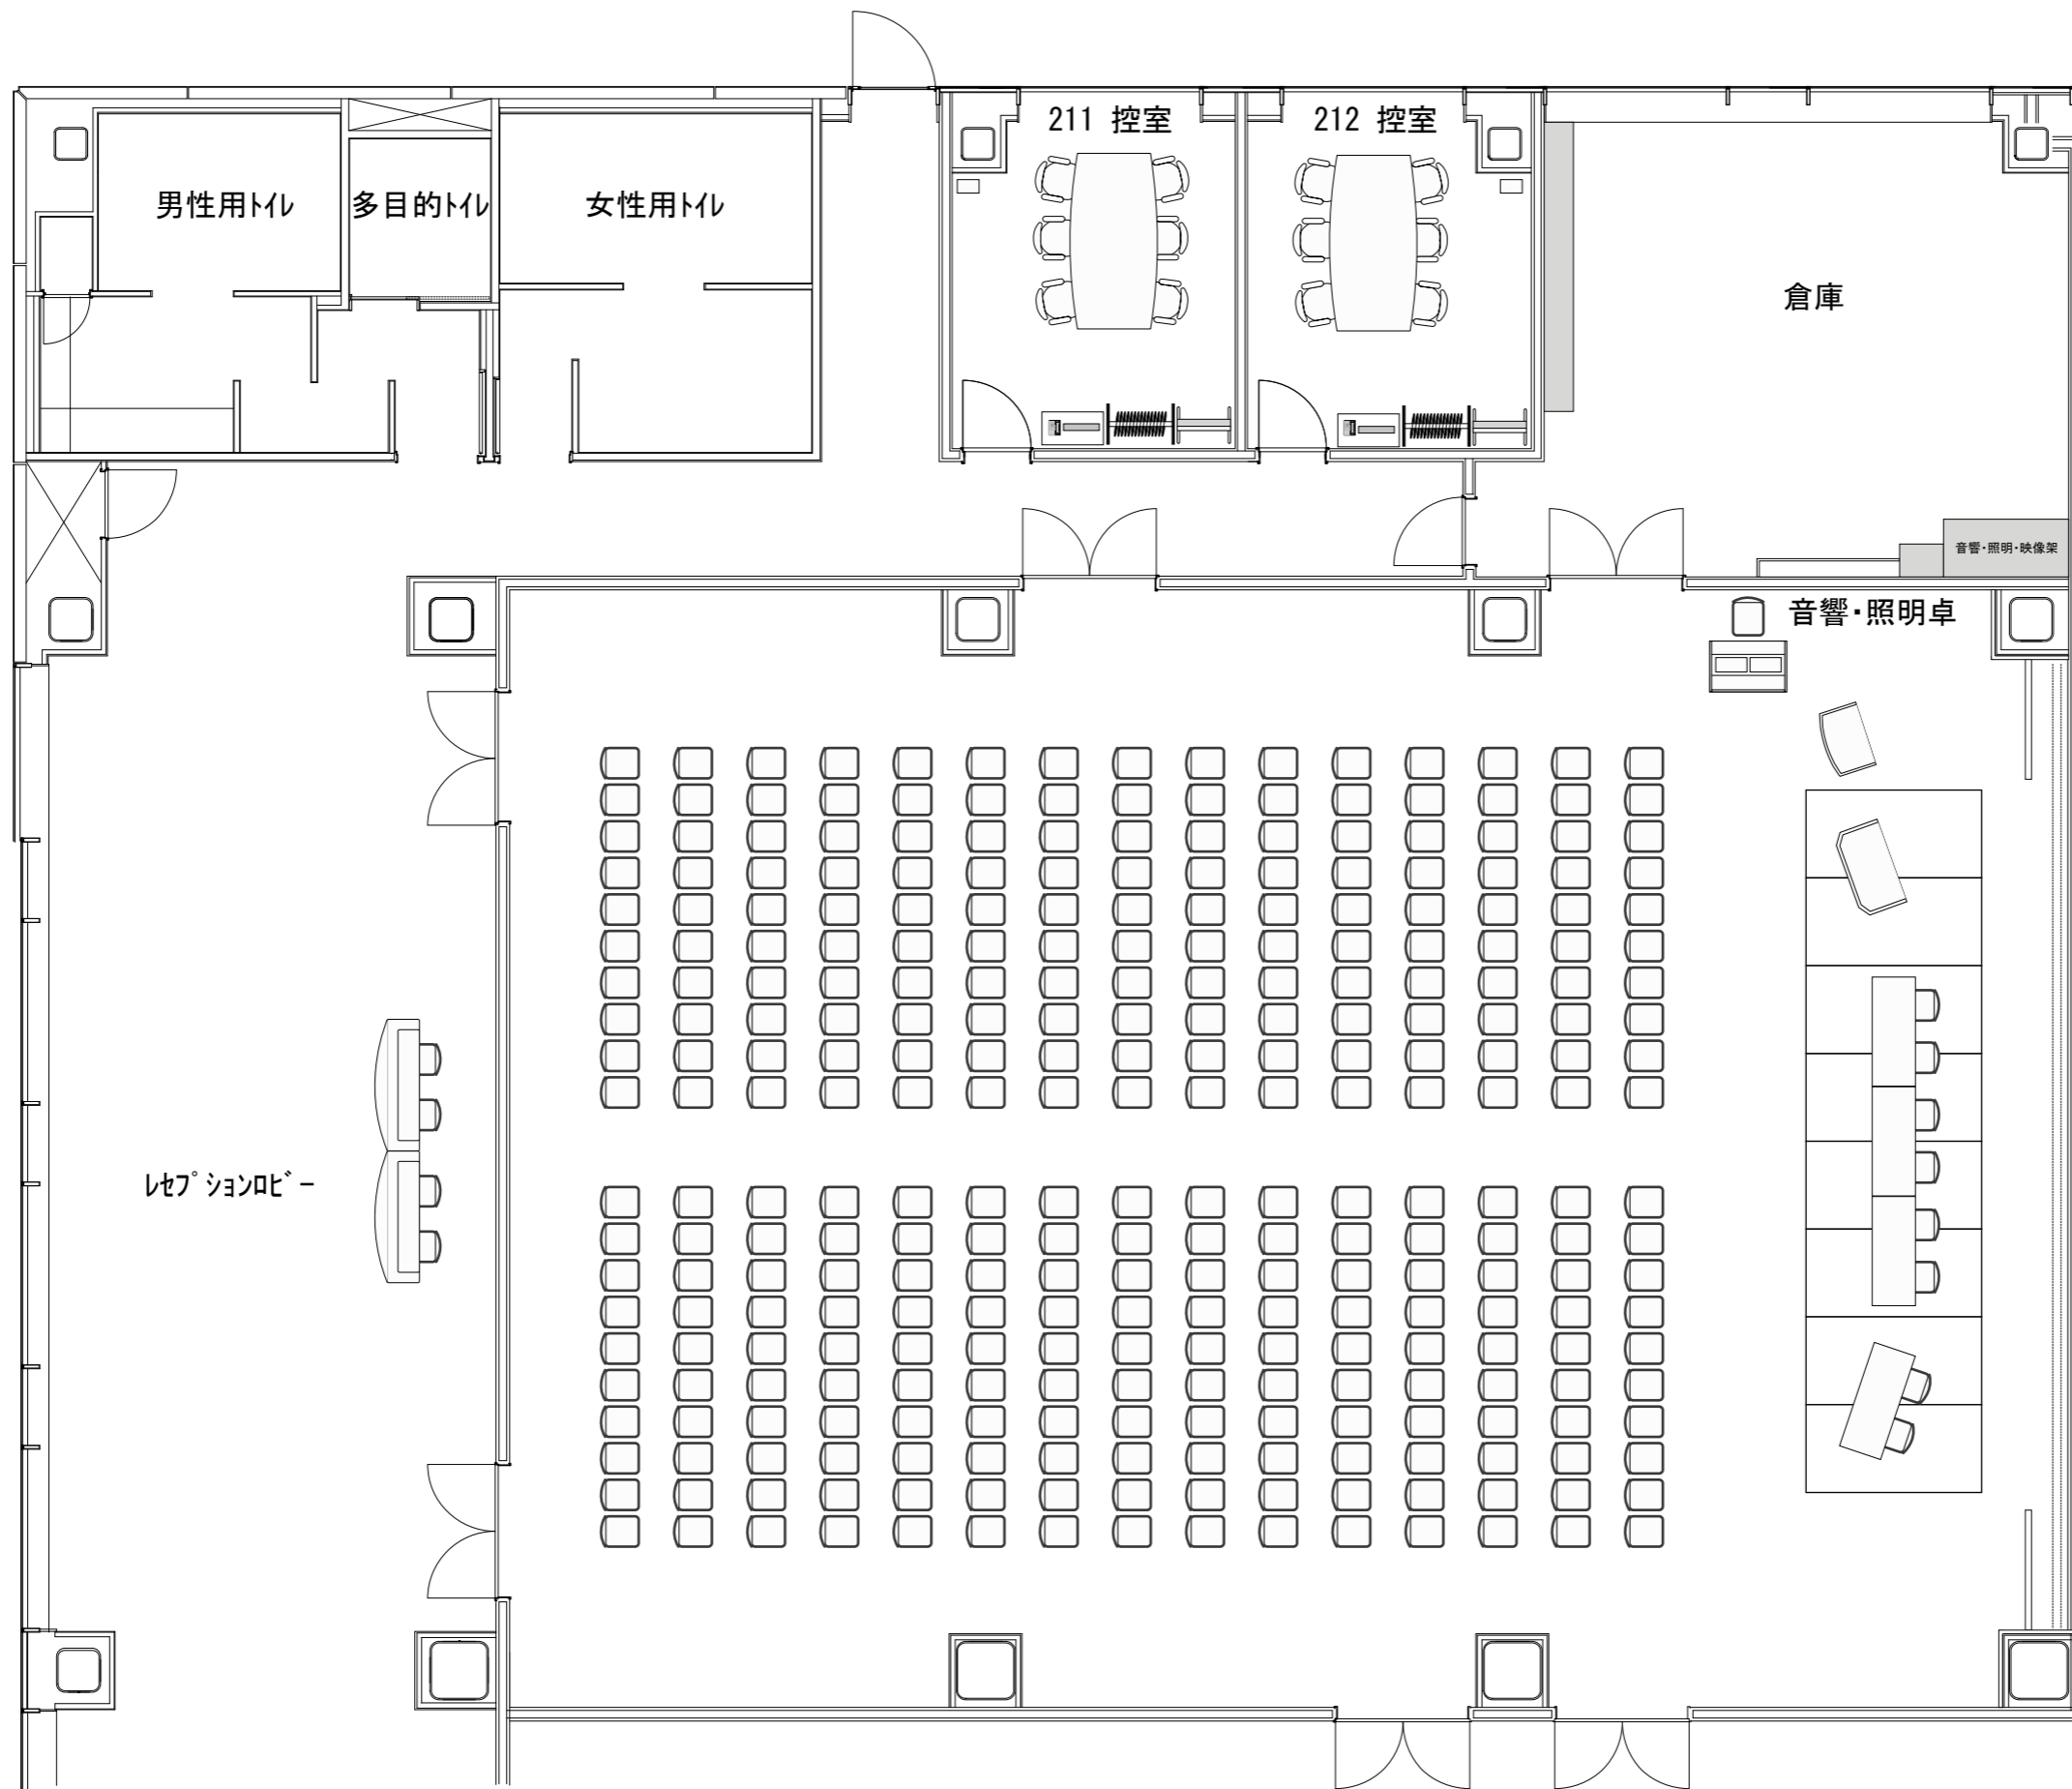 211 控室
212 控室
男性用ﾄｲﾚ
多目的ﾄｲﾚ
女性用ﾄｲﾚ
倉庫
音響・照明・映像架
音響・照明卓
ﾚｾﾌﾟｼｮﾝﾛﾋﾞｰ